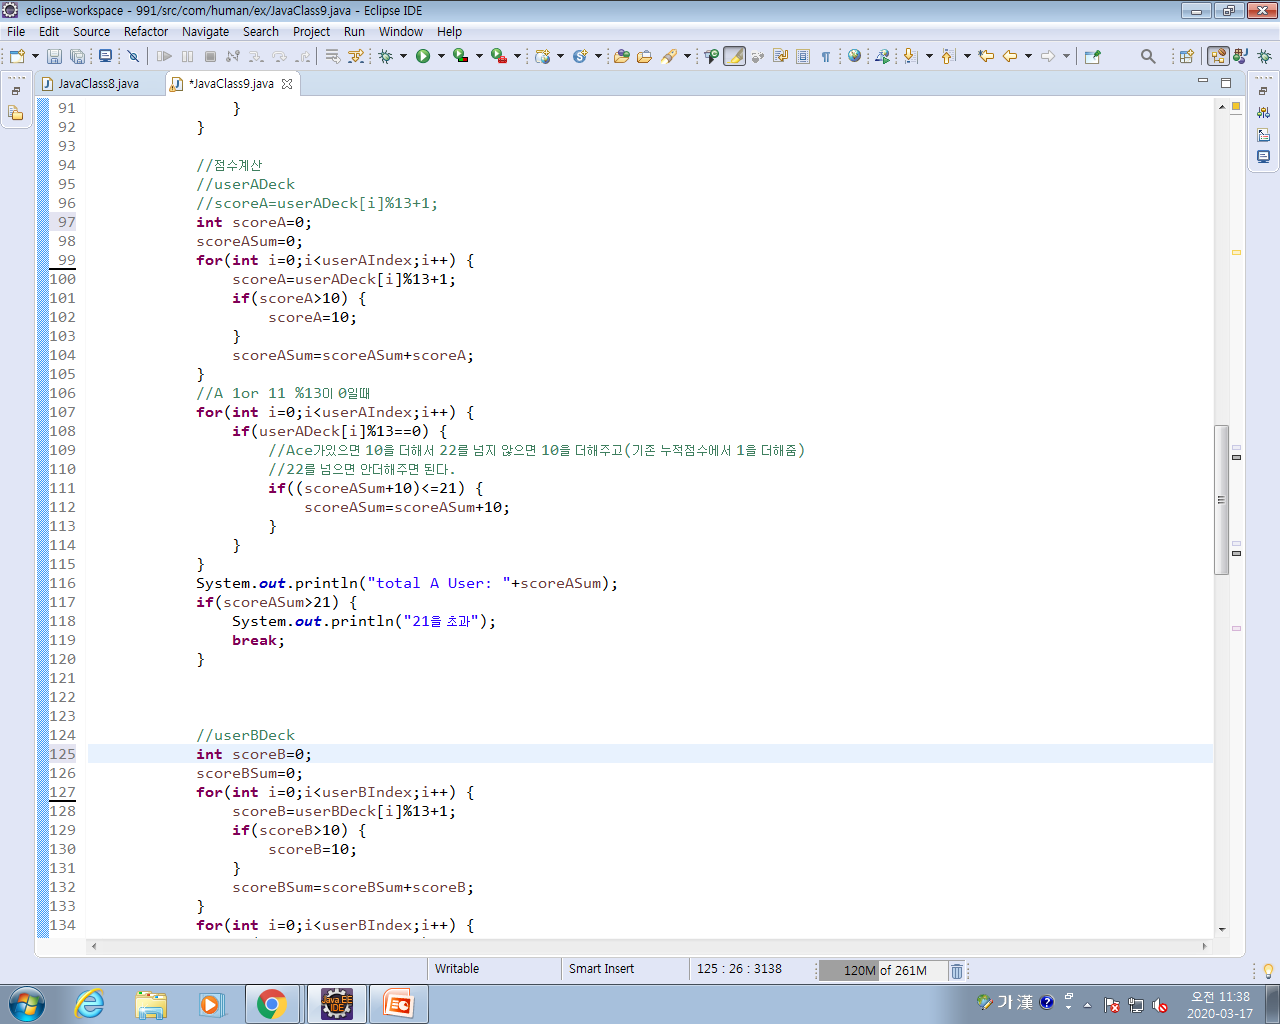 eclipse-workspace - 991/src/com/human/ex/JavaClass9.java - Eclipse IDE
File Edit Source Refactor Navigate Search Project Run Window Help
JavaClass8.java *JavaClass9.java
91 }
92 }
93
94 //점수계산
95 //userADeck
96 //scoreA=userADeck[i]%13+1;
97 int scoreA=0;
98 scoreASum=0;
99 for(int i=0;i<userAIndex;i++) {
100 scoreA=userADeck[i]%13+1;
101 if(scoreA>10) {
102 scoreA=10;
103 }
104 scoreASum=scoreASum+scoreA;
105 }
106 //A 1or 11 %13이 0일때
107 for(int i=0;i<userAIndex;i++) {
108 if(userADeck[i]%13==0) {
109 //Ace가있으면 10을 더해서 22를 넘지 않으면 10을 더해주고(기존 누적점수에서 1을 더해줌)
110 //22를 넘으면 안더해주면 된다.
111 if((scoreASum+10)<=21) {
112 scoreASum=scoreASum+10;
113 }
114 }
115 }
116 System.out.println("total A User: "+scoreASum);
117 if(scoreASum>21) {
118 System.out.println("21을 초과");
119 break;
120 }
121
122
123
124 //userBDeck
125 int scoreB=0;
126 scoreBSum=0;
127 for(int i=0;i<userBIndex;i++) {
128 scoreB=userBDeck[i]%13+1;
129 if(scoreB>10) {
130 scoreB=10;
131 }
132 scoreBSum=scoreBSum+scoreB;
133 }
134 for(int i=0;i<userBIndex;i++) {
Writable Smart Insert 125 : 26 : 3138 120M of 261M
Java EE IDE 가 漢 오전 11:38
2020-03-17